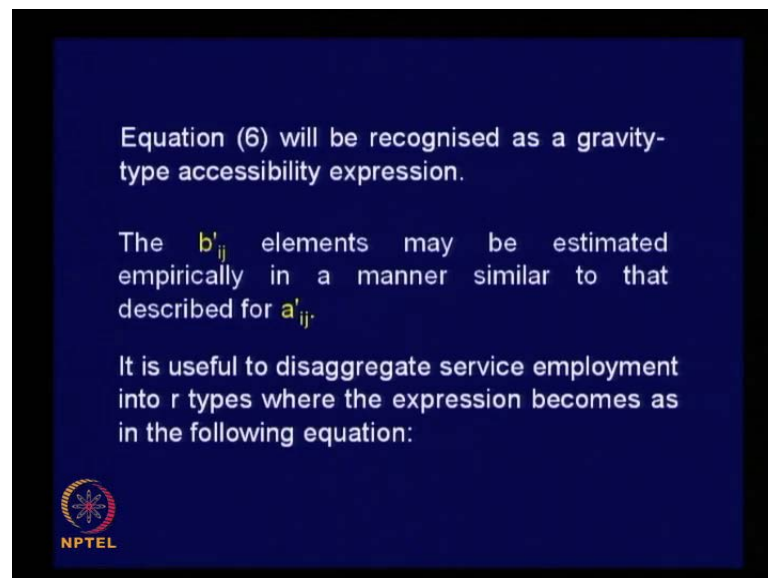 Equation (6) will be recognised as a gravity-
type accessibility expression.
The b'ij elements may be estimated
empirically in a manner similar to that
described for a'ij.
It is useful to disaggregate service employment
into r types where the expression becomes as
in the following equation:
NPTEL